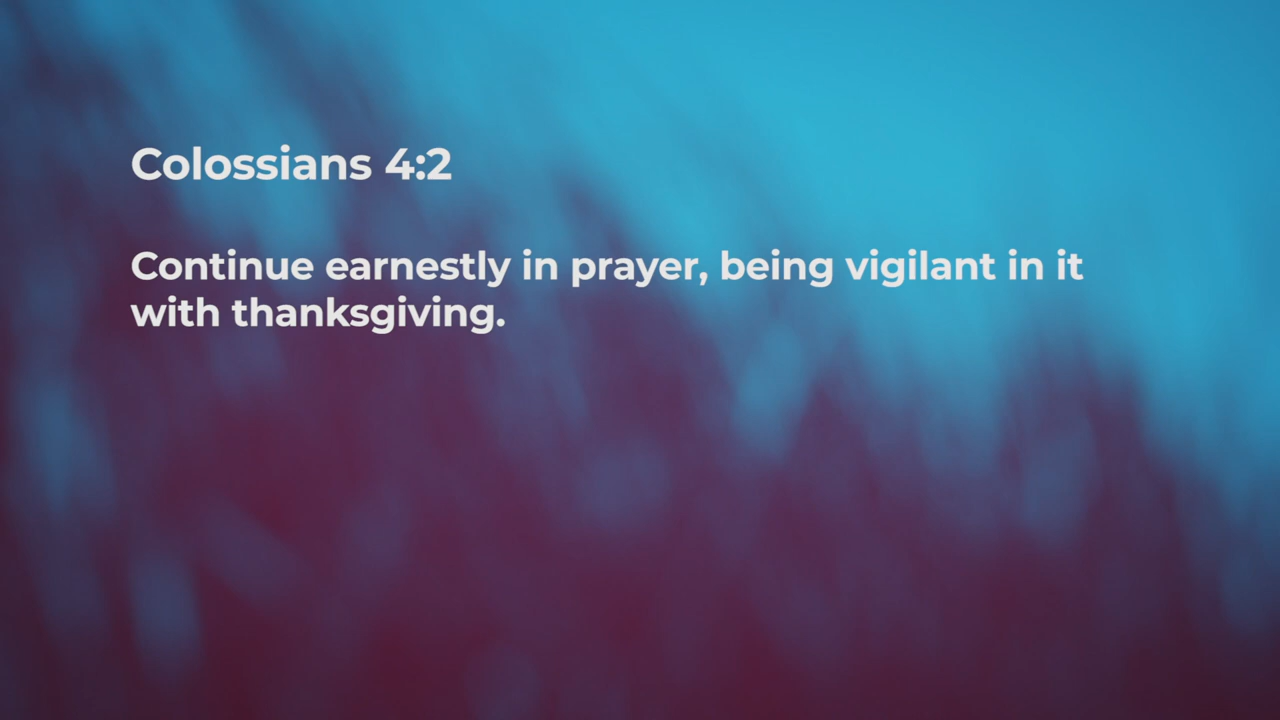 Colossians 4:2
Continue earnestly in prayer, being vigilant in it
with thanksgiving.